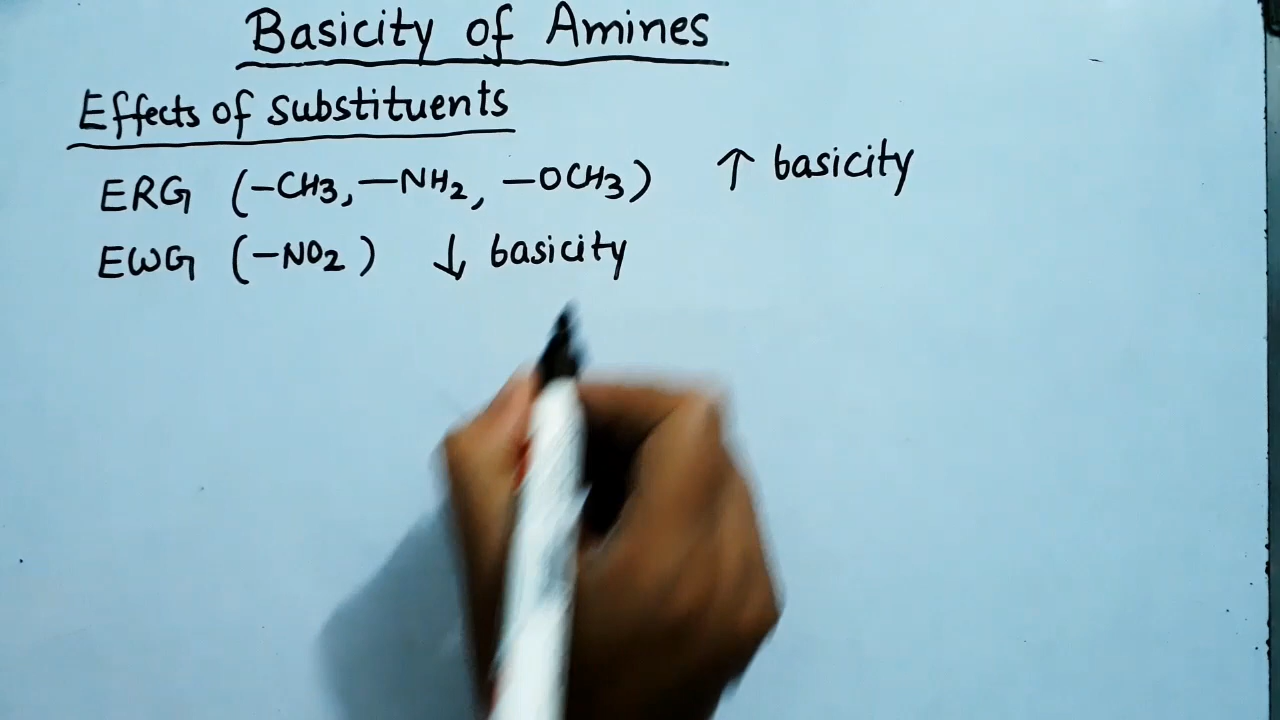 Basicity of Amines
Effects of substituents
ERG (-CH3, -NH2, -OCH3) ↑ basicity
EWG (-NO2) ↓ basicity